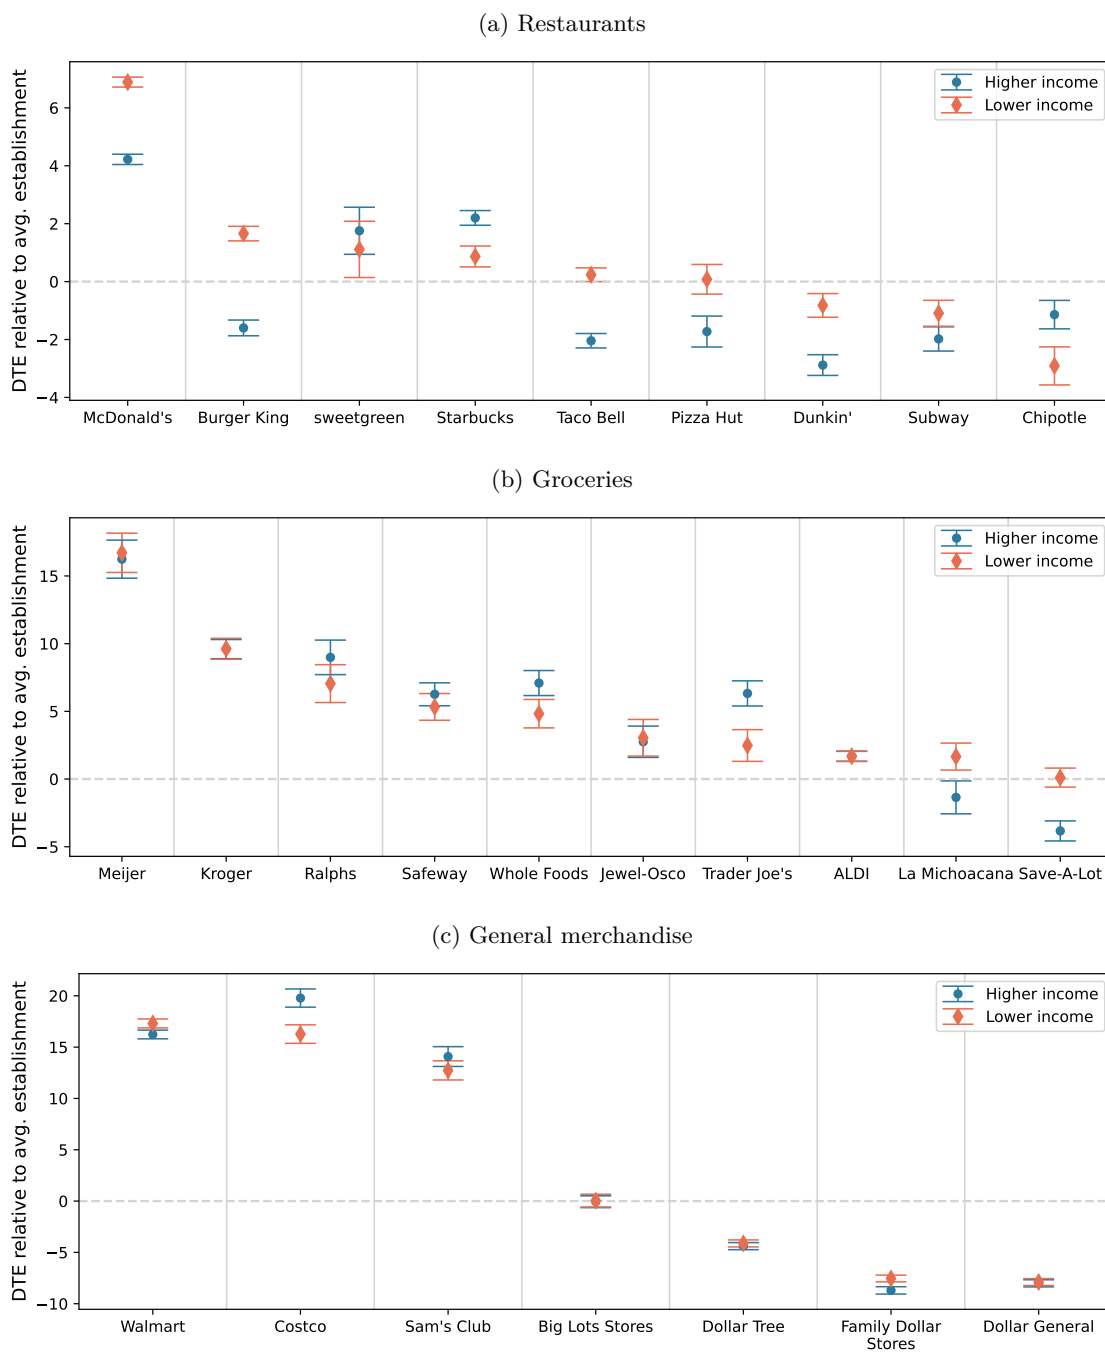 (a) Restaurants
DTE relative to avg. establishment
6
4
2
0
−2
−4
Higher income
Lower income
McDonald's Burger King sweetgreen Starbucks Taco Bell Pizza Hut Dunkin' Subway Chipotle
(b) Groceries
DTE relative to avg. establishment
15
10
5
0
−5
Higher income
Lower income
Meijer Kroger Ralphs Safeway Whole Foods Jewel-Osco Trader Joe's ALDI La Michoacana Save-A-Lot
(c) General merchandise
DTE relative to avg. establishment
20
15
10
5
0
−5
−10
Higher income
Lower income
Walmart Costco Sam's Club Big Lots Stores Dollar Tree Family Dollar Dollar General
Stores